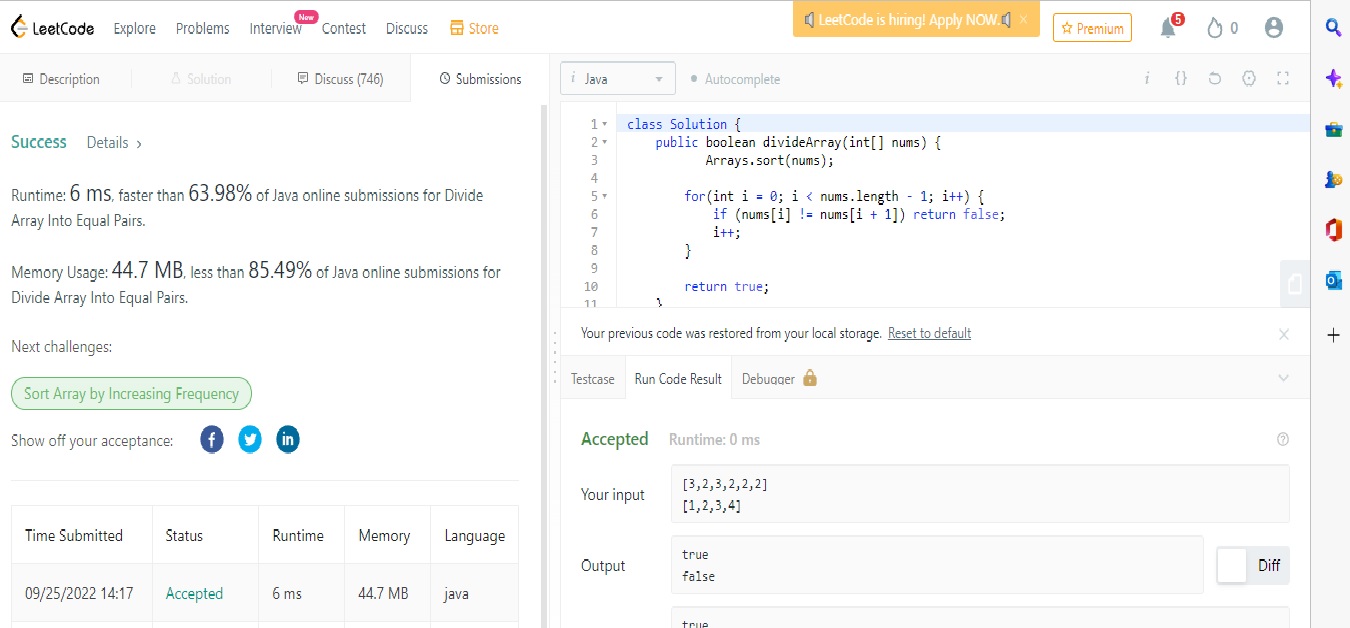 LeetCode Explore Problems Interview New Contest Discuss Store LeetCode is hiring! Apply NOW. × Premium 5 0
Description Solution Discuss (746) Submissions
i Java Autocomplete i {}
Success Details ›
Runtime: 6 ms, faster than 63.98% of Java online submissions for Divide
Array Into Equal Pairs.
Memory Usage: 44.7 MB, less than 85.49% of Java online submissions for
Divide Array Into Equal Pairs.
Next challenges:
Sort Array by Increasing Frequency
Show off your acceptance:
Time Submitted Status Runtime Memory Language
09/25/2022 14:17 Accepted 6 ms 44.7 MB java
1 class Solution {
2 public boolean divideArray(int[] nums) {
3 Arrays.sort(nums);
4
5 for(int i = 0; i < nums.length - 1; i++) {
6 if (nums[i] != nums[i + 1]) return false;
7 i++;
8 }
9
10 return true;
11 }
Your previous code was restored from your local storage. Reset to default
Testcase Run Code Result Debugger
Accepted Runtime: 0 ms
Your input
[3,2,3,2,2,2]
[1,2,3,4]
Output
true
false
Diff
true